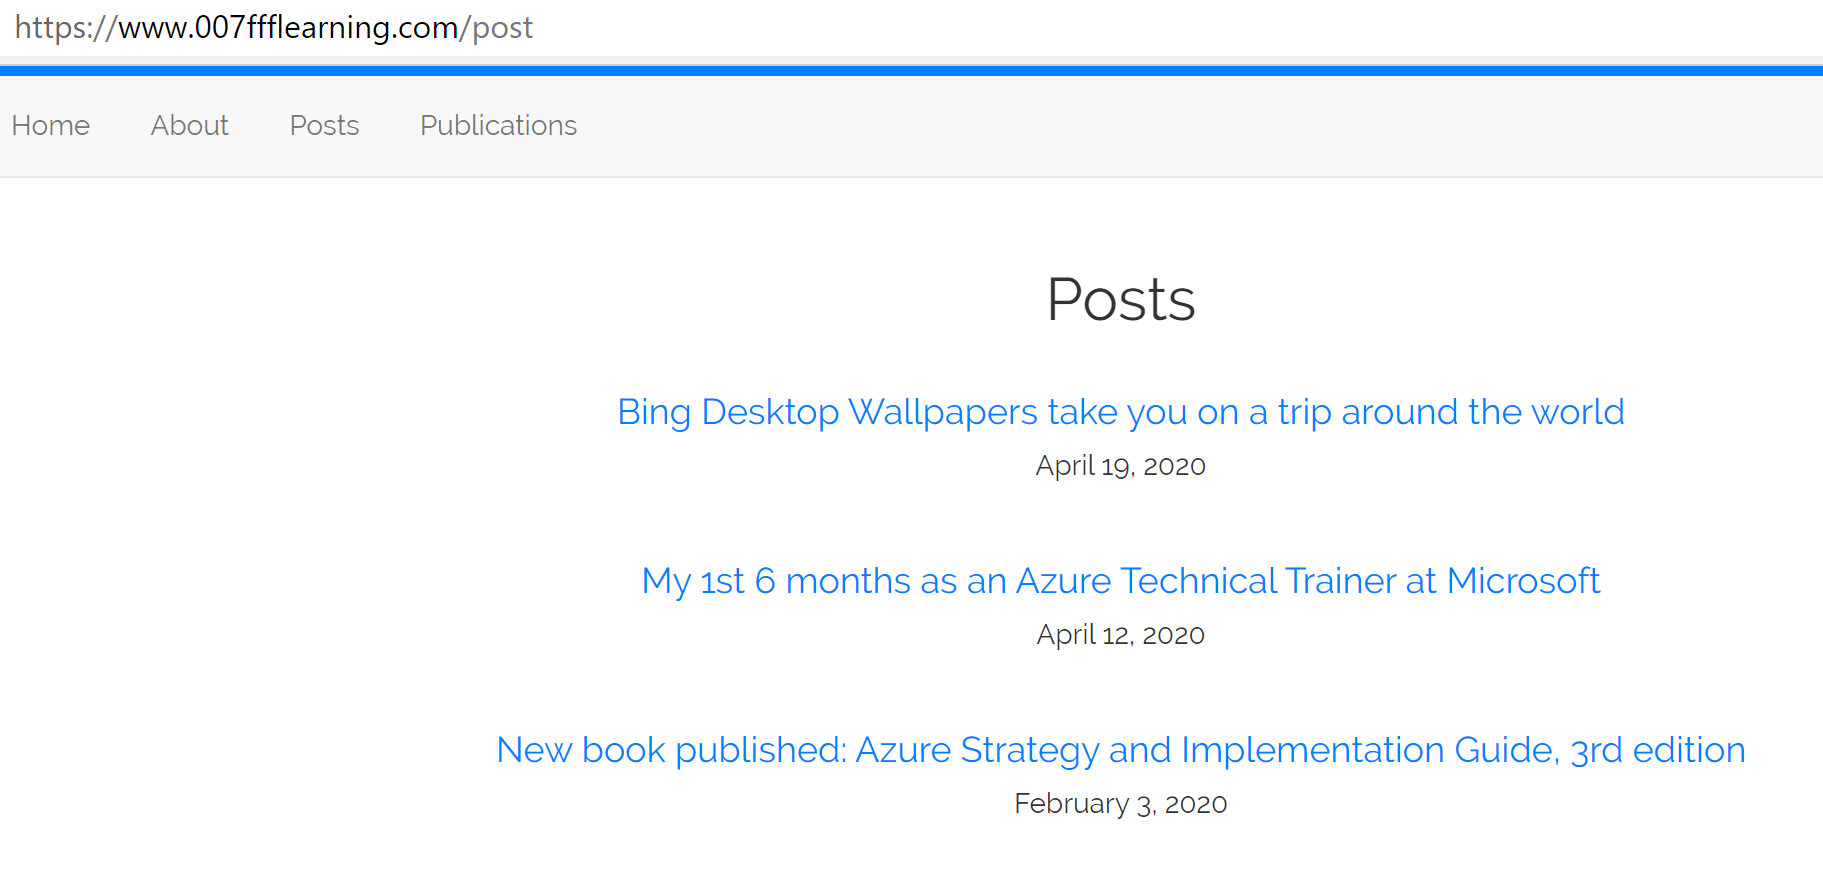 https://www.007ffflearning.com/post
Home About Posts Publications
Posts
Bing Desktop Wallpapers take you on a trip around the world
April 19, 2020
My 1st 6 months as an Azure Technical Trainer at Microsoft
April 12, 2020
New book published: Azure Strategy and Implementation Guide, 3rd edition
February 3, 2020